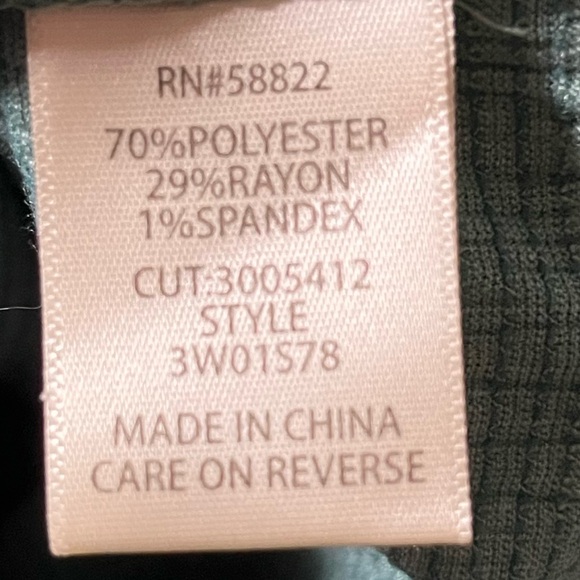 RN#58822
70%POLYESTER
29%RAYON
1%SPANDEX
CUT:3005412
STYLE
3W01S78
MADE IN CHINA
CARE ON REVERSE